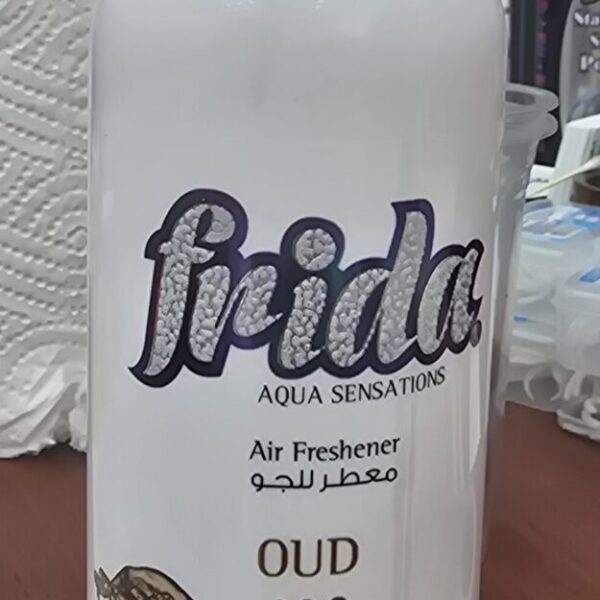 frida.
AQUA SENSATIONS
Air Freshener
معطر للجو
OUD